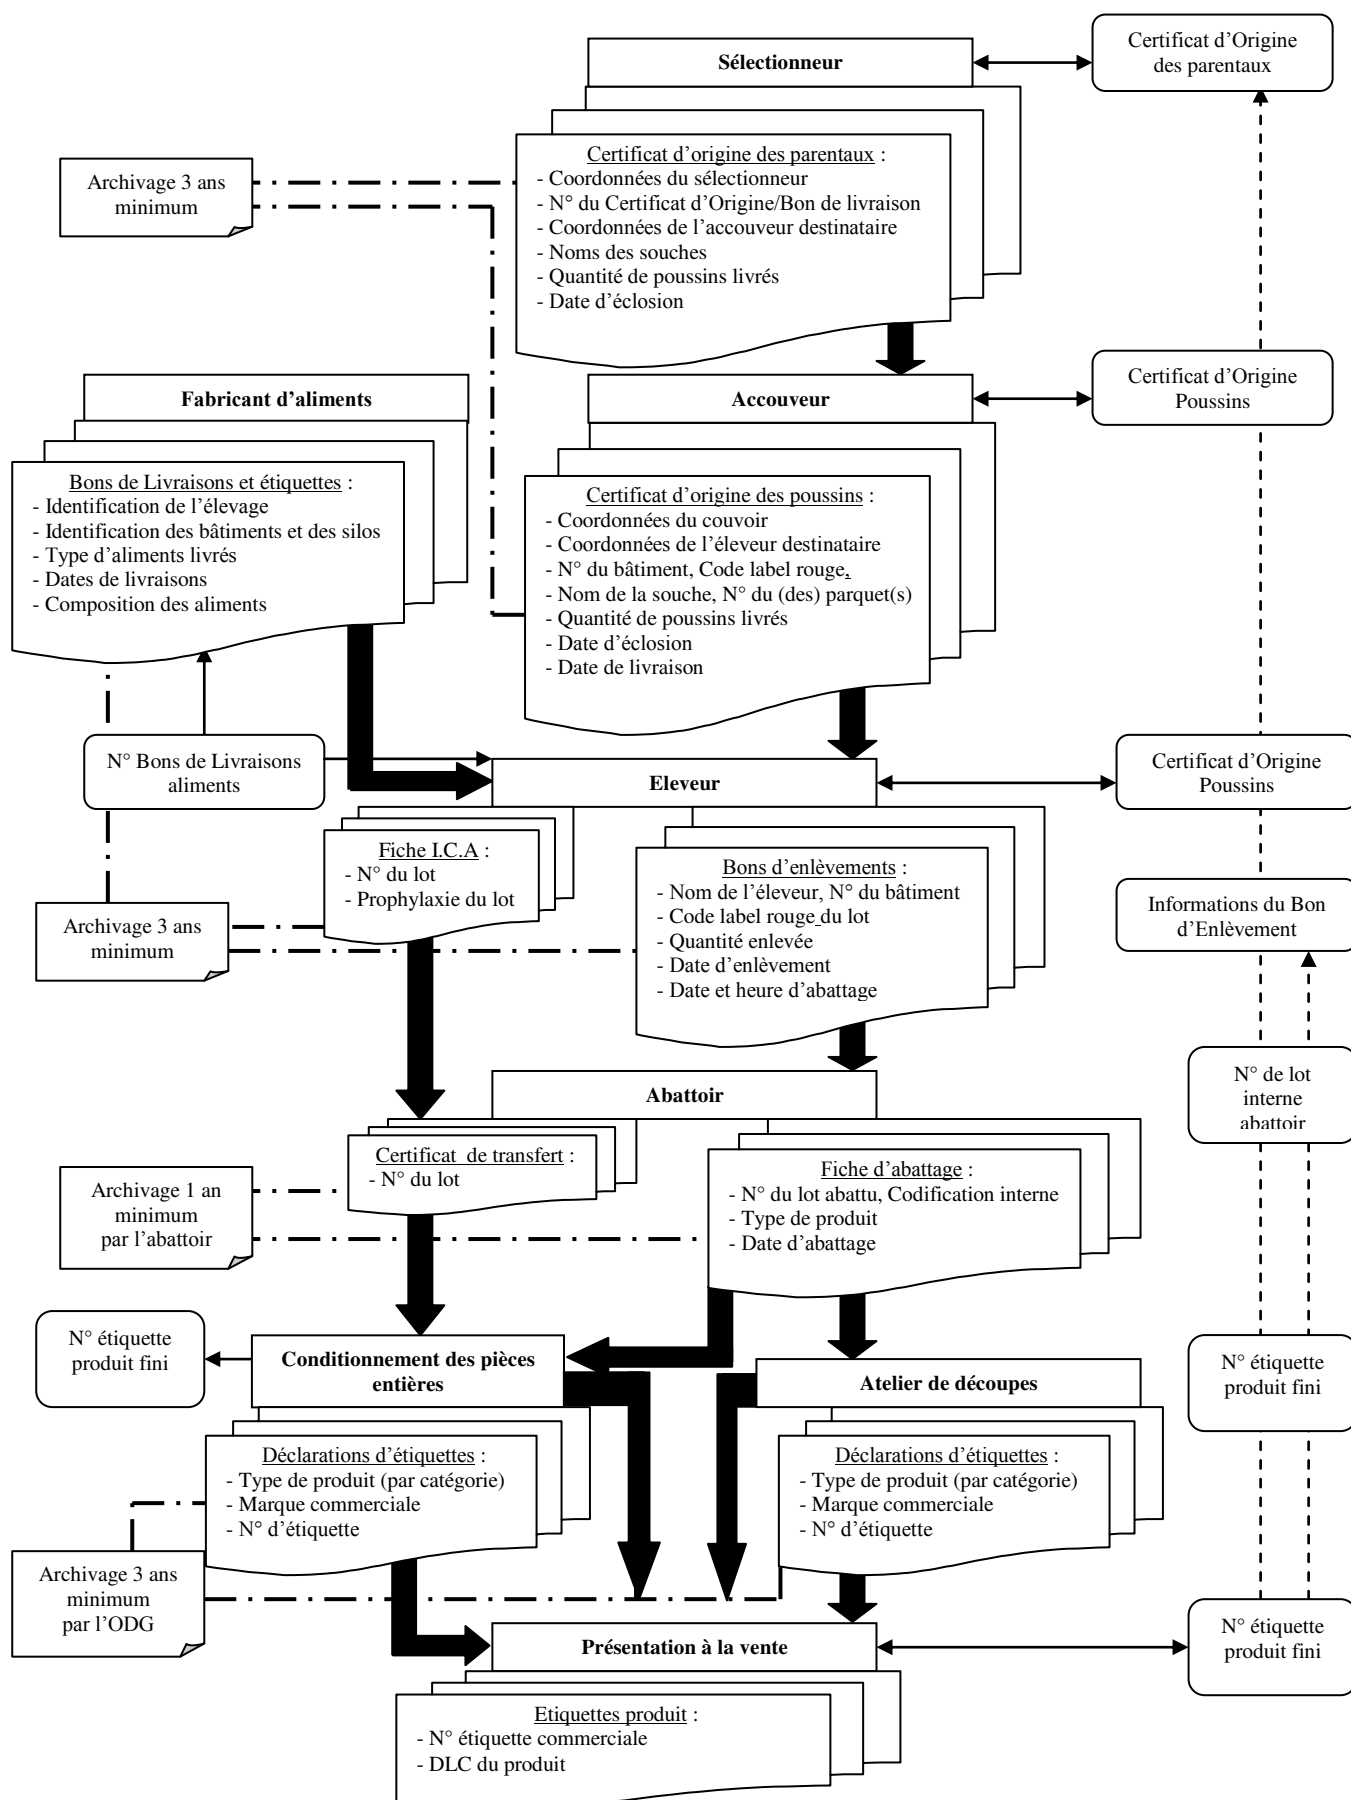 Sélectionneur
Certificat d’Origine
des parentaux
Certificat d’origine des parentaux :
- Coordonnées du sélectionneur
- N° du Certificat d’Origine/Bon de livraison
- Coordonnées de l’accouveur destinataire
- Noms des souches
- Quantité de poussins livrés
- Date d’éclosion
Archivage 3 ans
minimum
Fabricant d’aliments
Accouveur
Certificat d’Origine
Poussins
Bons de Livraisons et étiquettes :
- Identification de l’élevage
- Identification des bâtiments et des silos
- Type d’aliments livrés
- Dates de livraisons
- Composition des aliments
Certificat d’origine des poussins :
- Coordonnées du couvoir
- Coordonnées de l’éleveur destinataire
- N° du bâtiment, Code label rouge,
- Nom de la souche, N° du (des) parquet(s)
- Quantité de poussins livrés
- Date d’éclosion
- Date de livraison
N° Bons de Livraisons
aliments
Eleveur
Certificat d’Origine
Poussins
Fiche I.C.A :
- N° du lot
- Prophylaxie du lot
Bons d’enlèvements :
- Nom de l’éleveur, N° du bâtiment
- Code label rouge du lot
- Quantité enlevée
- Date d’enlèvement
- Date et heure d’abattage
Informations du Bon
d’Enlèvement
Archivage 3 ans
minimum
Abattoir
N° de lot
interne
abattoir
Certificat de transfert :
- N° du lot
Fiche d’abattage :
- N° du lot abattu, Codification interne
- Type de produit
- Date d’abattage
Archivage 1 an
minimum
par l’abattoir
N° étiquette
produit fini
Conditionnement des pièces
entières
Atelier de découpes
N° étiquette
produit fini
Déclarations d’étiquettes :
- Type de produit (par catégorie)
- Marque commerciale
- N° d’étiquette
Déclarations d’étiquettes :
- Type de produit (par catégorie)
- Marque commerciale
- N° d’étiquette
Archivage 3 ans
minimum
par l’ODG
Présentation à la vente
N° étiquette
produit fini
Etiquettes produit :
- N° étiquette commerciale
- DLC du produit